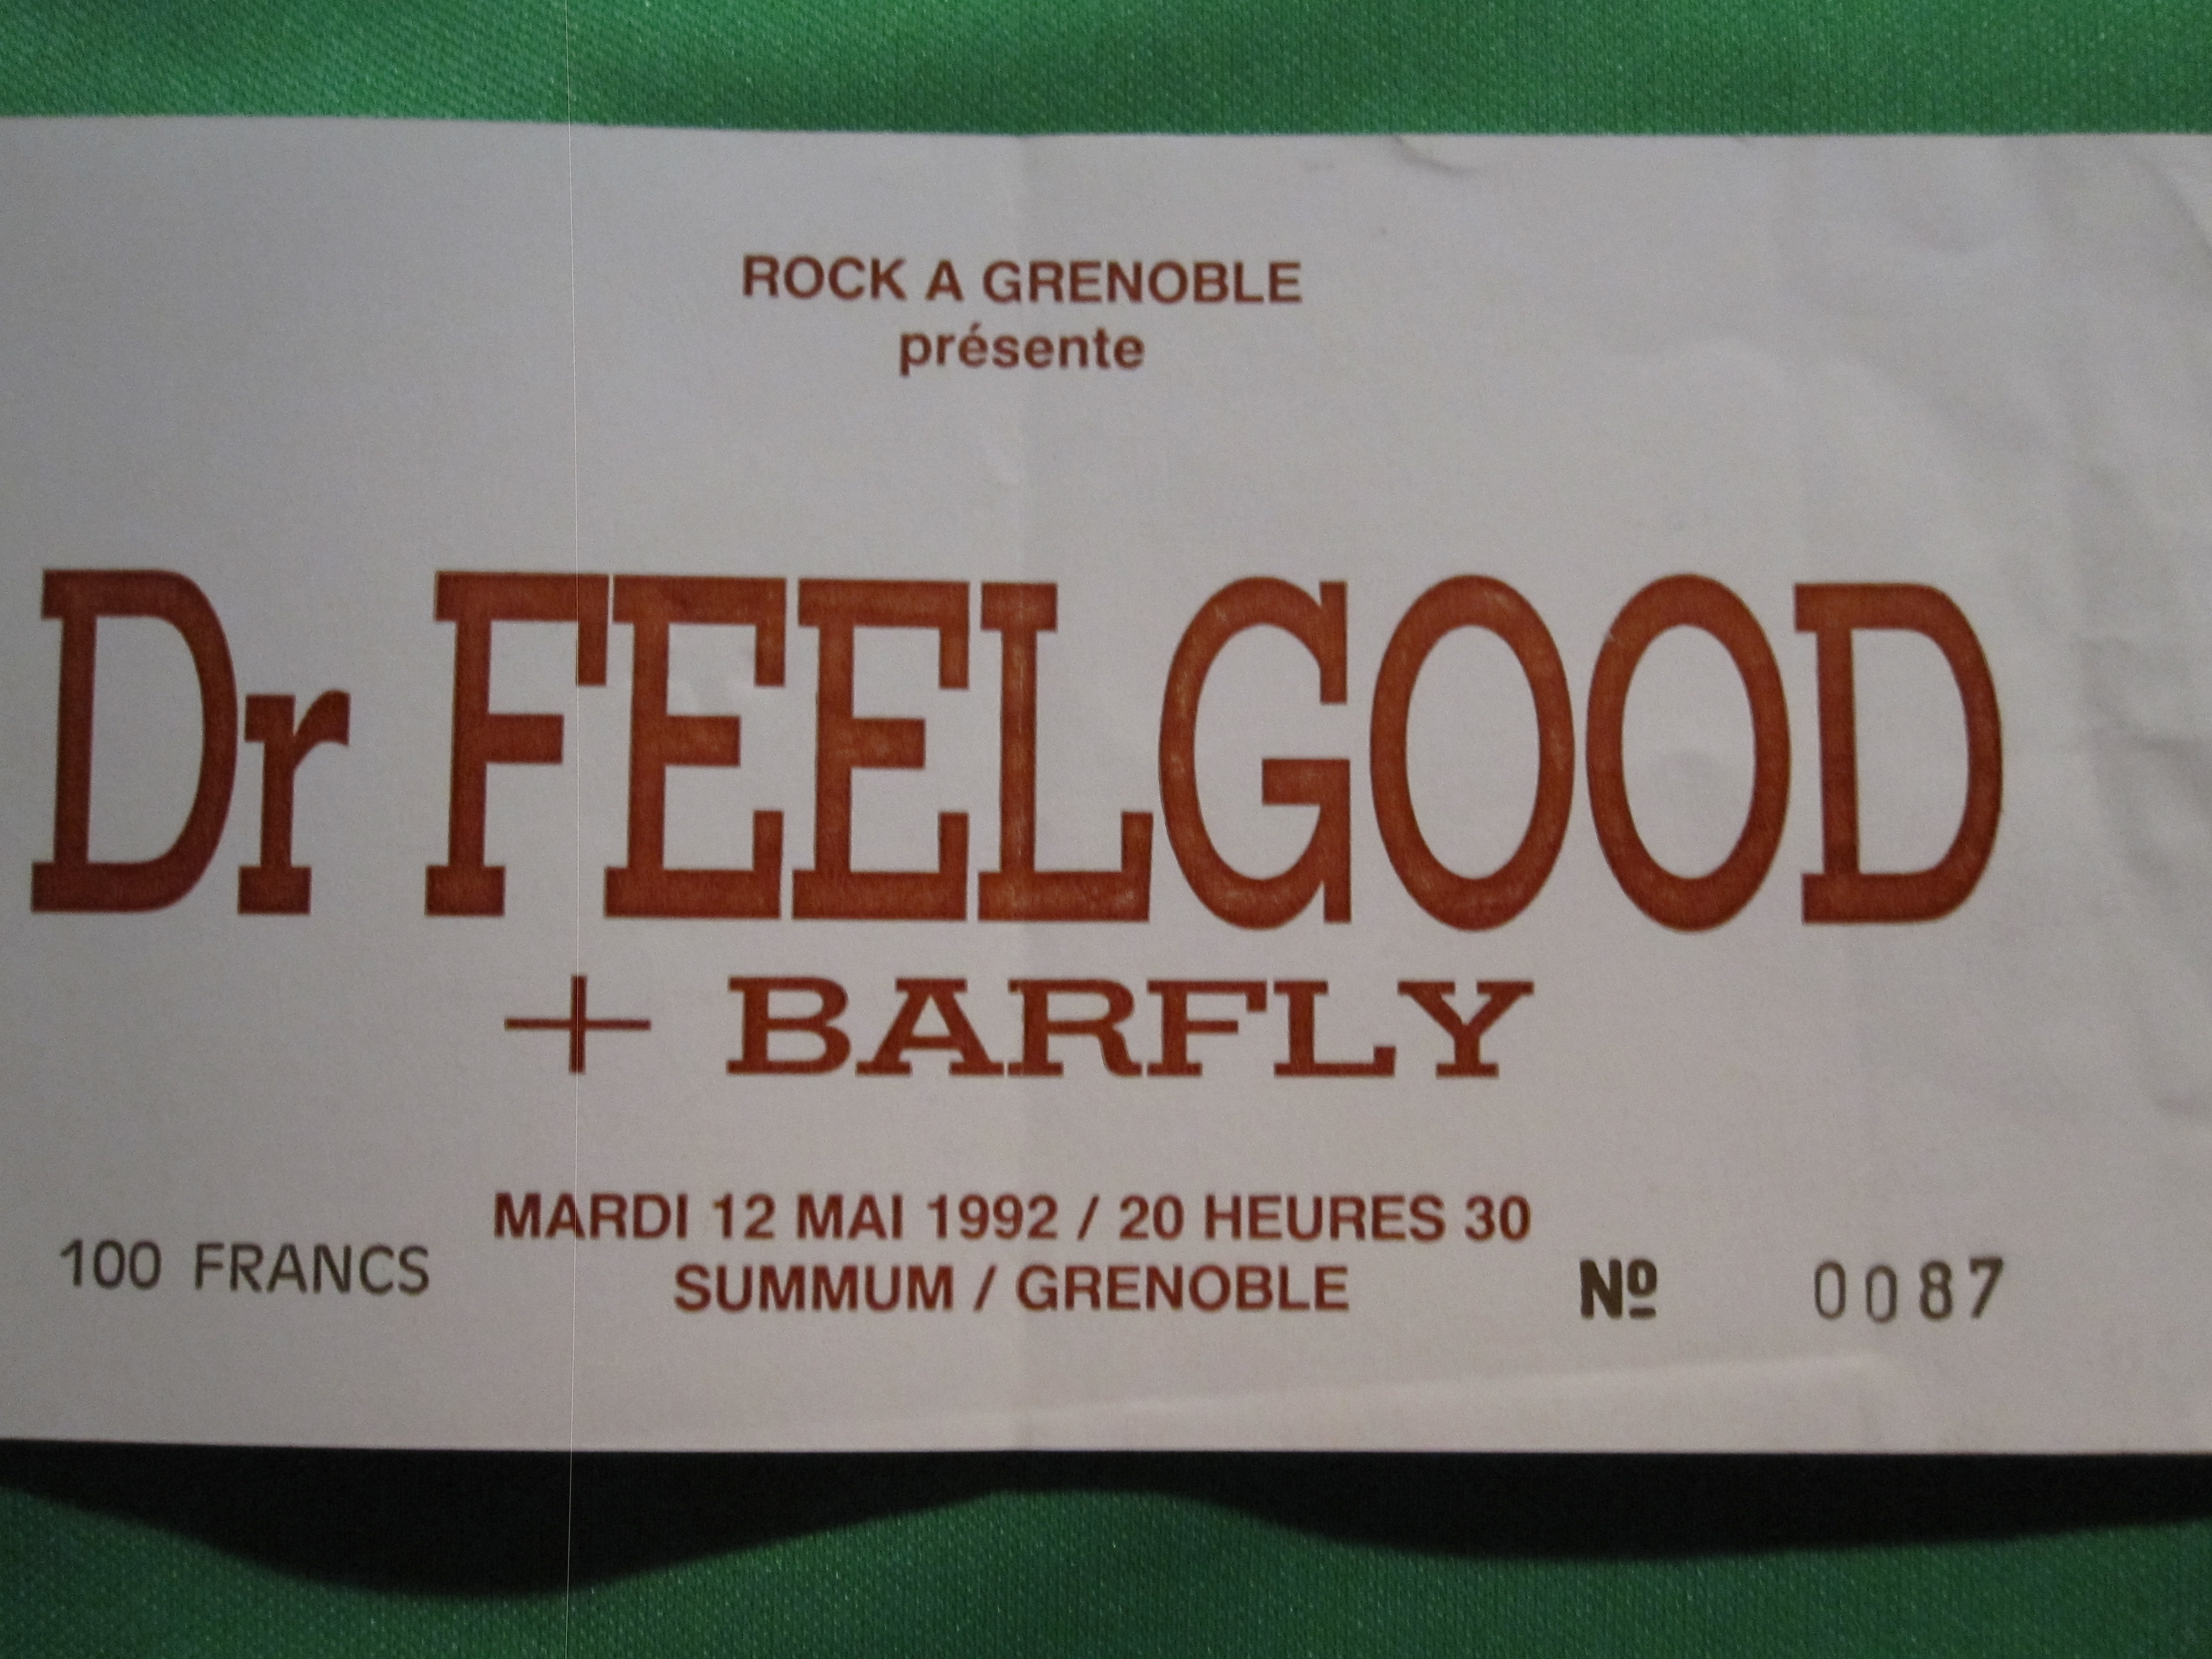 ROCK A GRENOBLE
présente
Dr FEELGOOD
+ BARFLY
MARDI 12 MAI 1992 / 20 HEURES 30
100 FRANCS
SUMMUM / GRENOBLE
Nº 0087